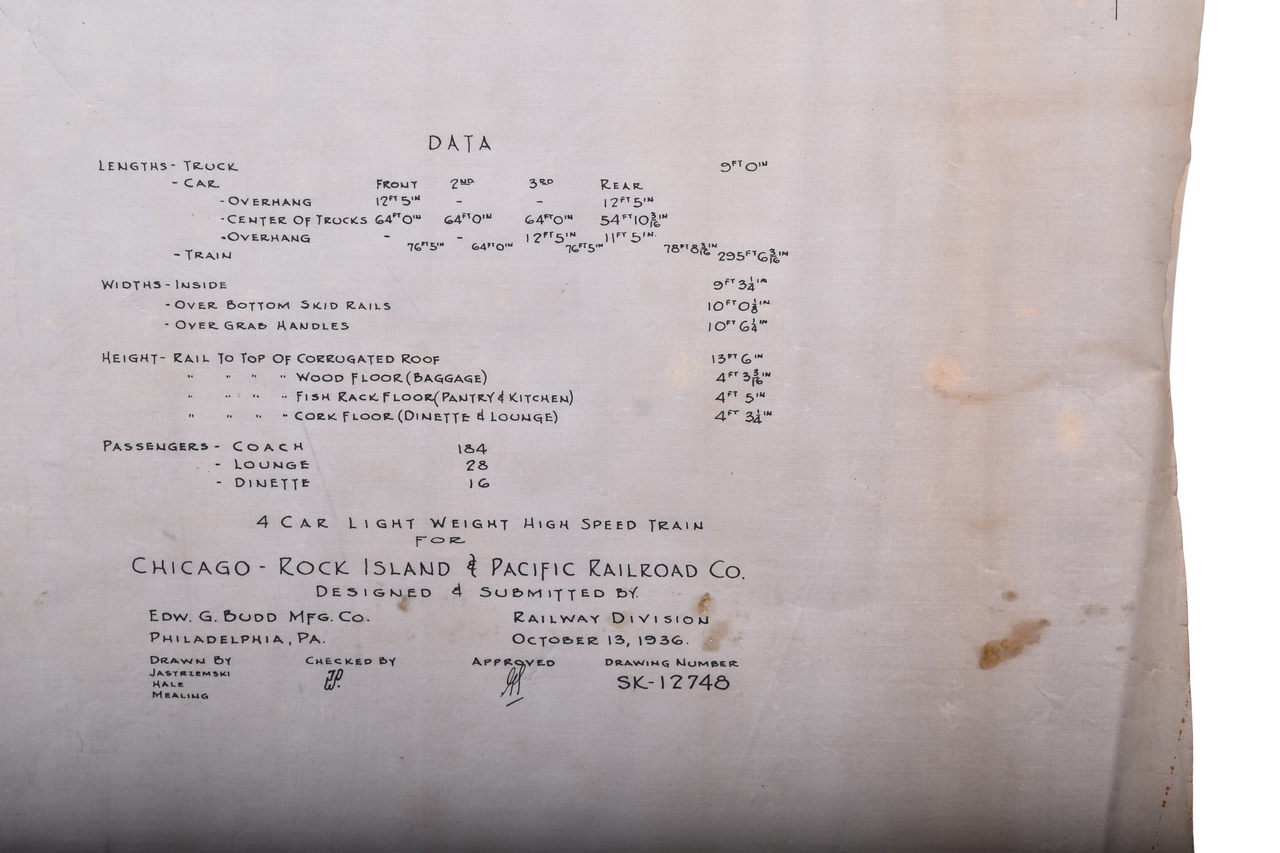 DATA
LENGTHS- TRUCK 9FT 0IN
- CAR FRONT 2ND 3RD REAR
-OVERHANG 12FT 5IN - - 12FT 5IN
-CENTER OF TRUCKS 64FT 0IN 64FT 0IN 64FT 0IN 54FT 10 3/16IN
-OVERHANG - - 12FT 5IN 11FT 5IN.
76FT 5IN 64FT 0IN 76FT 5IN 78FT 8 3/16IN
- TRAIN 295FT 6 3/16IN
WIDTHS- INSIDE 9FT 3 1/4IN
-OVER BOTTOM SKID RAILS 10FT 0 1/8IN
-OVER GRAB HANDLES 10FT 6 1/4IN
HEIGHT- RAIL TO TOP OF CORRUGATED ROOF 13FT 6IN
" " " " WOOD FLOOR (BAGGAGE) 4FT 3 3/16IN
" " " " FISH RACK FLOOR (PANTRY & KITCHEN) 4FT 5IN
" " " " CORK FLOOR (DINETTE & LOUNGE) 4FT 3 1/4IN
PASSENGERS- COACH 184
- LOUNGE 28
- DINETTE 16
4 CAR LIGHT WEIGHT HIGH SPEED TRAIN
FOR
CHICAGO - ROCK ISLAND & PACIFIC RAILROAD CO.
DESIGNED & SUBMITTED BY.
EDW. G. BUDD MFG. CO. RAILWAY DIVISION
PHILADELPHIA, PA. OCTOBER 13, 1936.
DRAWN BY CHECKED BY APPROVED DRAWING NUMBER
JASTRZEMSKI SK-12748
HALE
MEALING